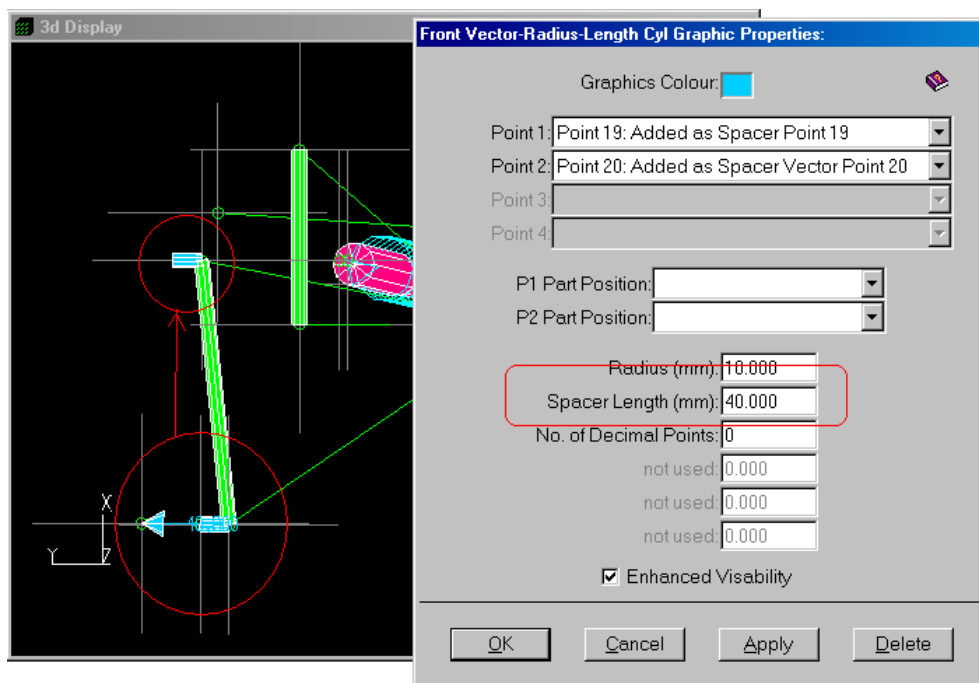 3d Display
Front Vector-Radius-Length Cyl Graphic Properties:
Graphics Colour:
Point 1: Point 19: Added as Spacer Point 19
Point 2: Point 20: Added as Spacer Vector Point 20
Point 3:
Point 4:
P1 Part Position:
P2 Part Position:
Radius (mm): 10.000
Spacer Length (mm): 40.000
No. of Decimal Points: 0
not used: 0.000
not used: 0.000
not used: 0.000
Enhanced Visability
OK Cancel Apply Delete
X
Y Z